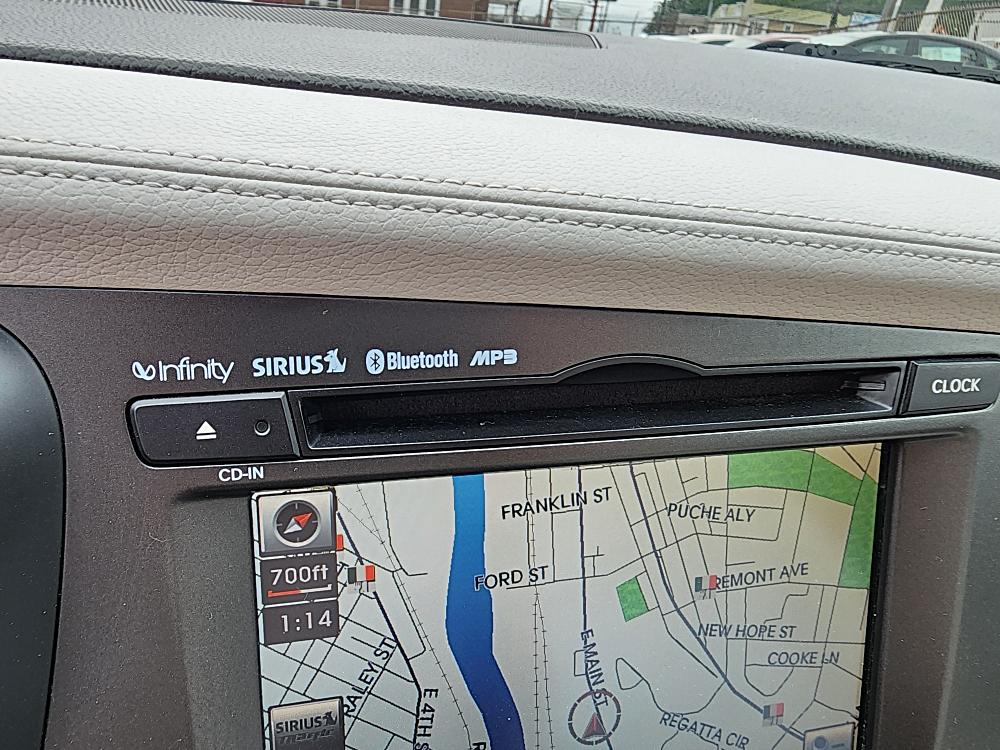 Infinity SIRIUS Bluetooth MP3
CLOCK
CD-IN
FRANKLIN ST
PUCHE ALY
700ft
FORD ST
REMONT AVE
1:14
NEW HOPE ST
COOKE LN
E MAIN ST
RALEY ST
E 4TH S
SIRIUS
REGATTA CIR
R